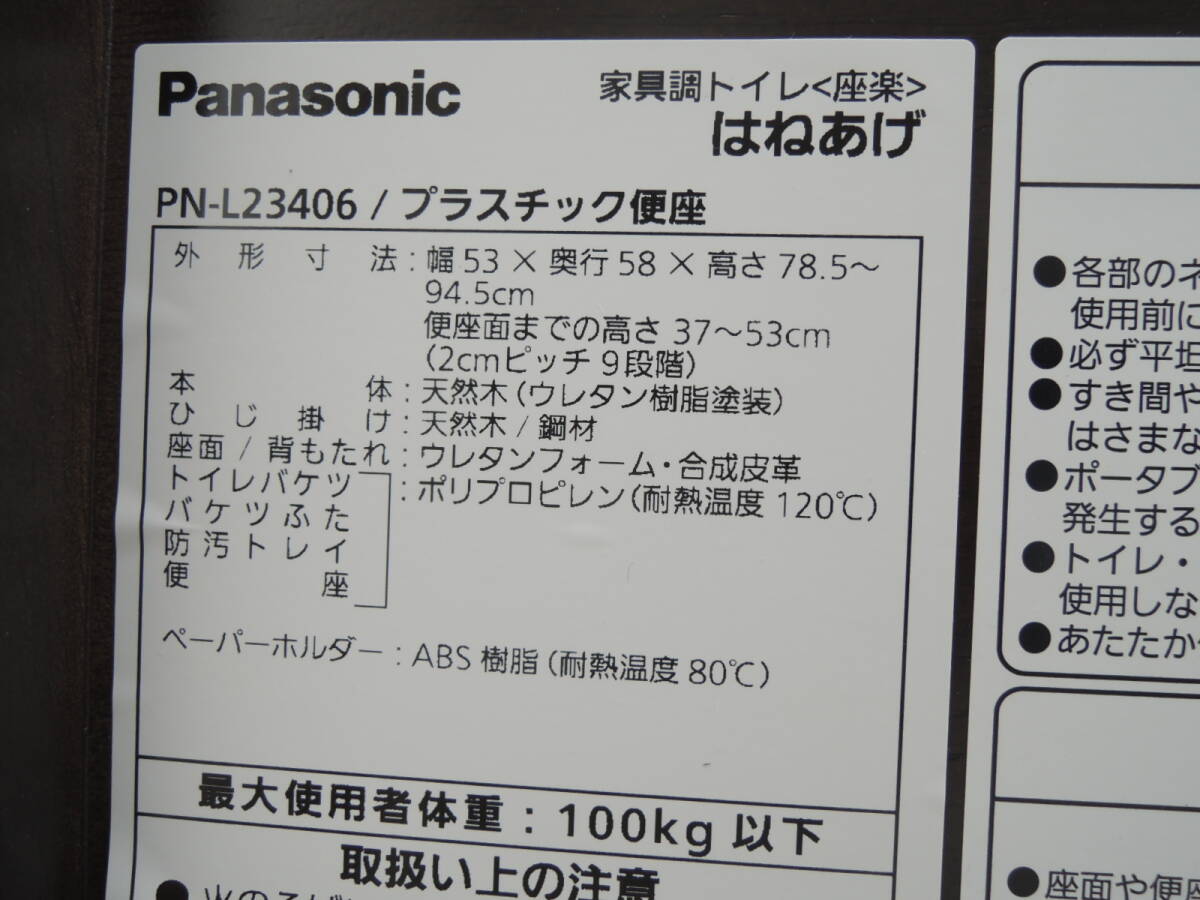 Panasonic
家具調トイレ<座楽>
はねあげ
PN-L23406 / プラスチック便座
外形寸法：幅 53 × 奥行 58 × 高さ 78.5～
94.5cm
便座面までの高さ 37～53cm
（2cmピッチ 9段階）
本体：天然木（ウレタン樹脂塗装）
ひじ掛け：天然木 / 鋼材
座面 / 背もたれ：ウレタンフォーム・合成皮革
トイレバケツ：ポリプロピレン（耐熱温度 120℃）
バケツふた
防汚トレイ
便座
ペーパーホルダー：ABS 樹脂（耐熱温度 80℃）
最大使用者体重：100kg 以下
取扱い上の注意
●各部のネ
使用前に
●必ず平坦
●すき間や
はさまな
●ポータブ
発生する
●トイレ・
使用しな
●あたたか
●座面や便座